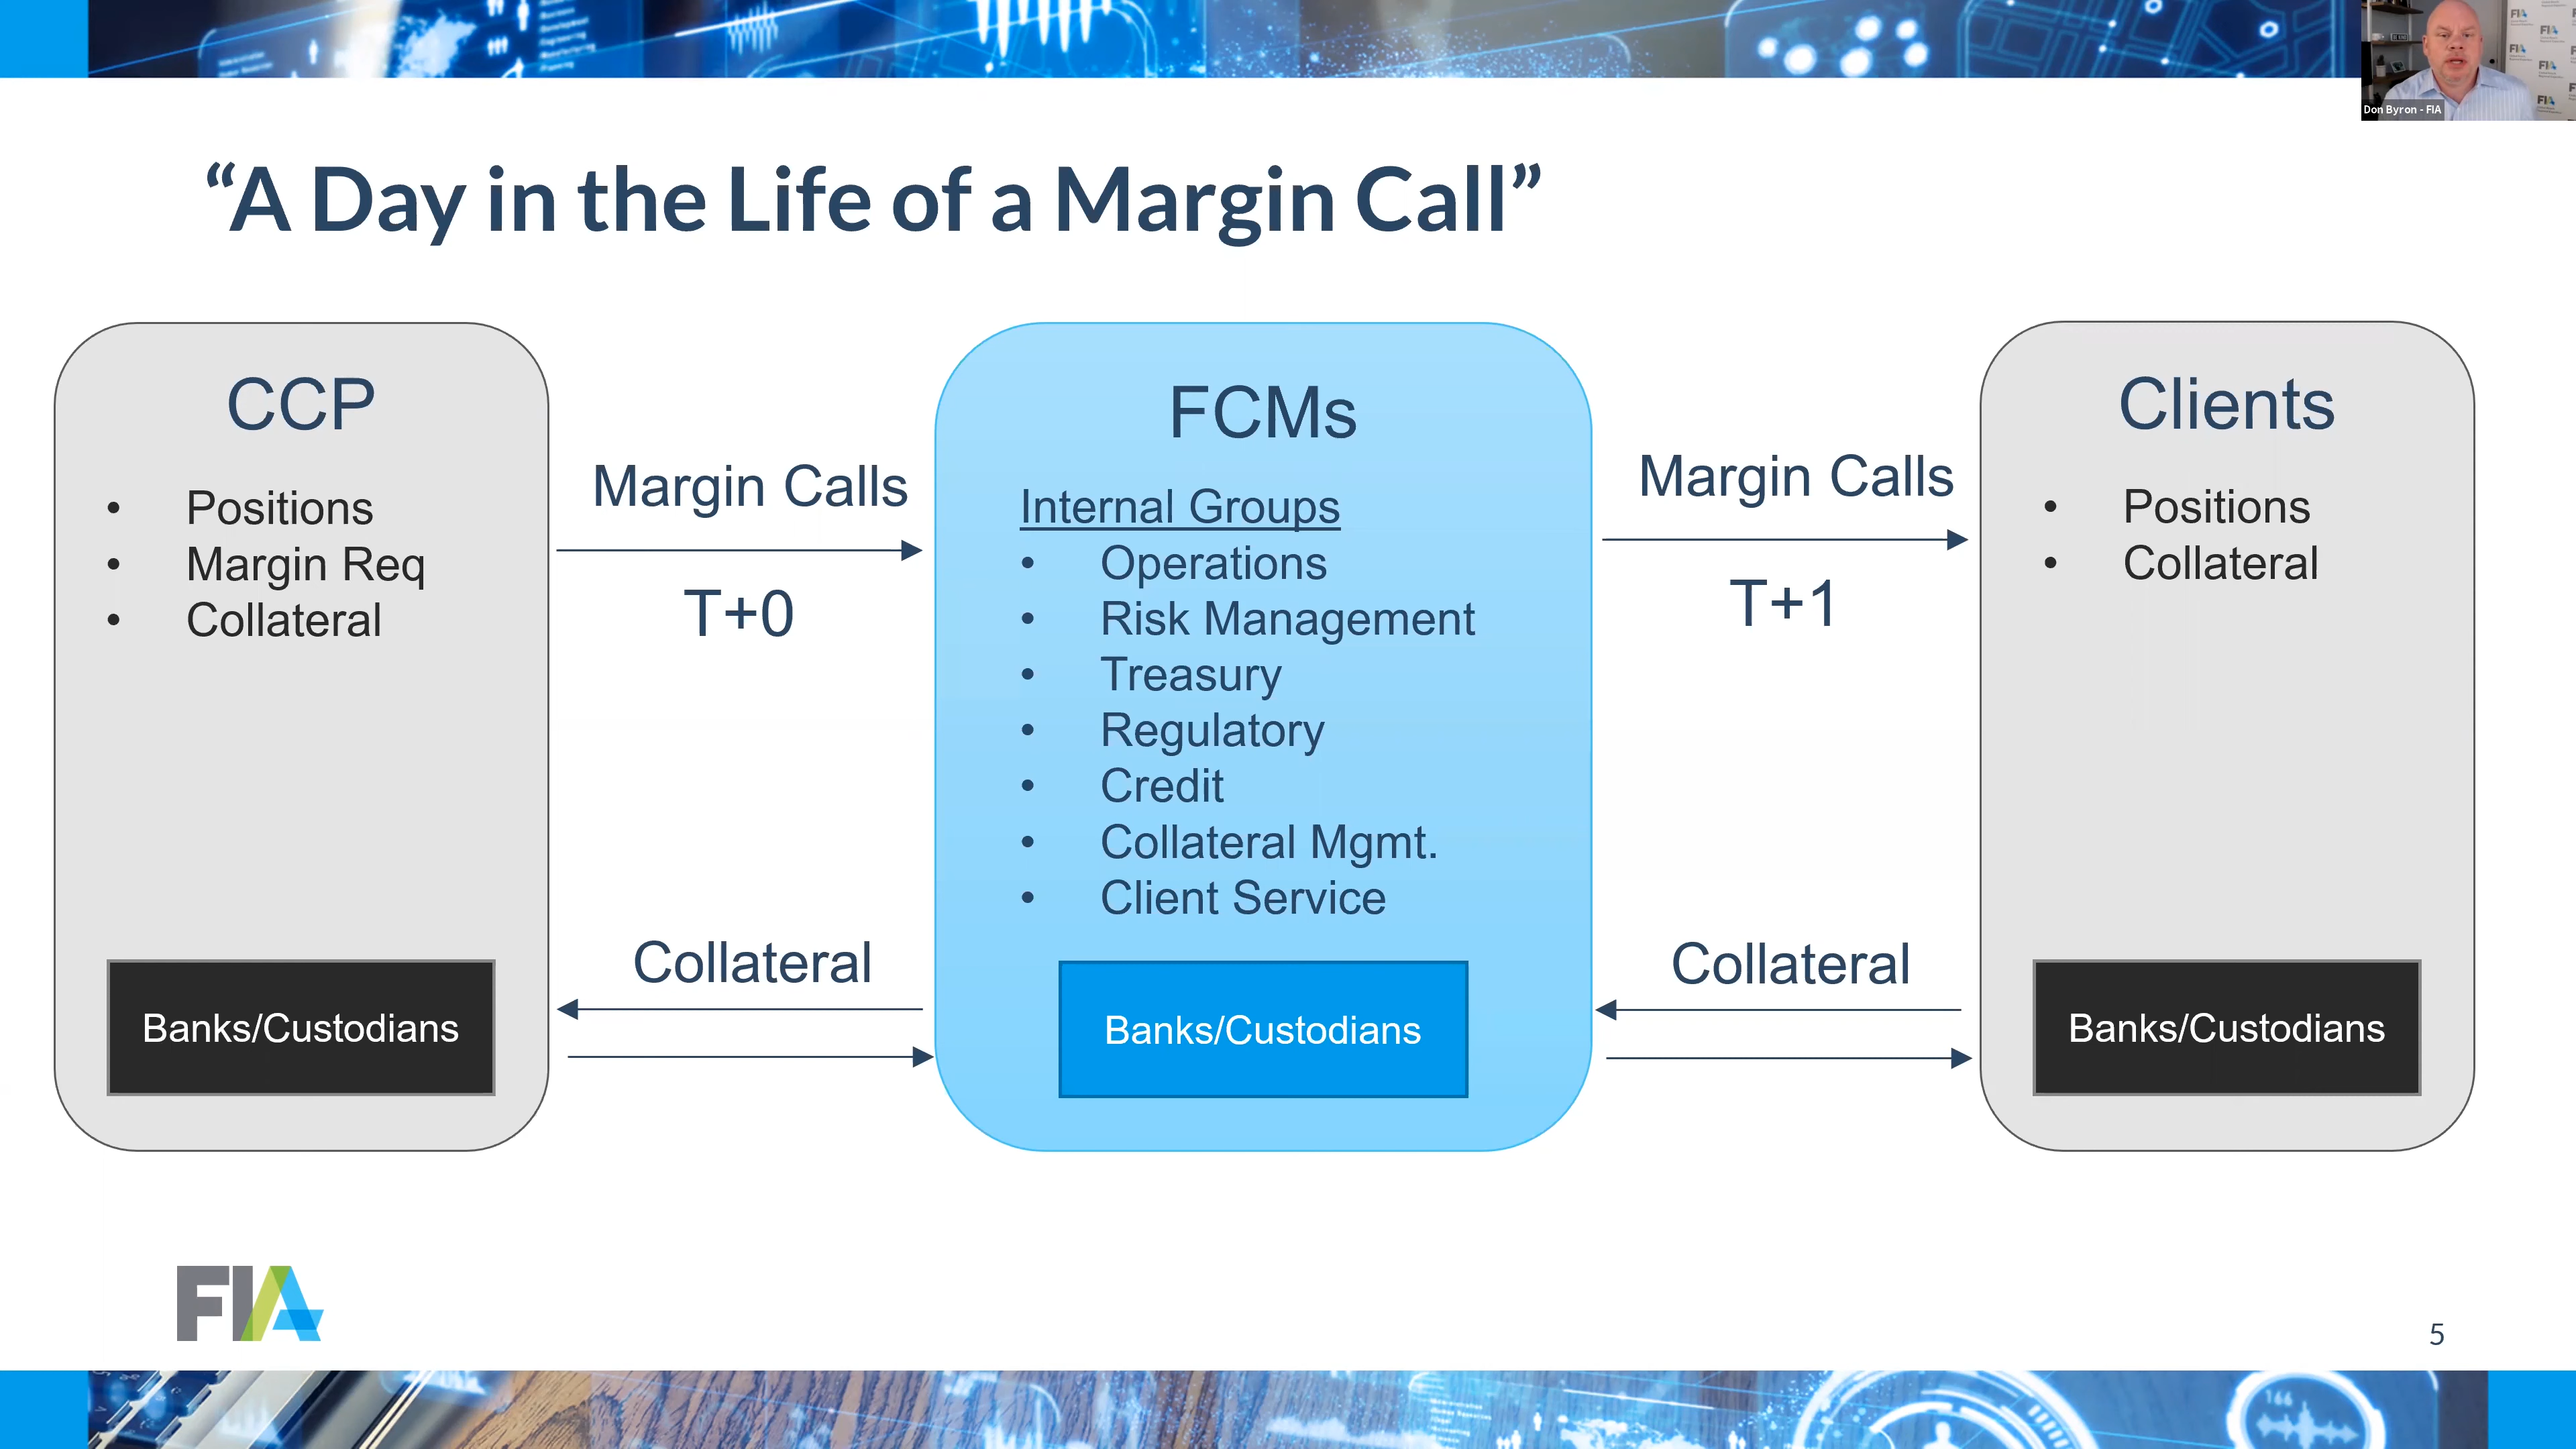 Don Byron - FIA
“A Day in the Life of a Margin Call”
CCP
• Positions
• Margin Req
• Collateral
Banks/Custodians
Margin Calls
T+0
Collateral
FCMs
Internal Groups
• Operations
• Risk Management
• Treasury
• Regulatory
• Credit
• Collateral Mgmt.
• Client Service
Banks/Custodians
Margin Calls
T+1
Collateral
Clients
• Positions
• Collateral
Banks/Custodians
FIA
5
166